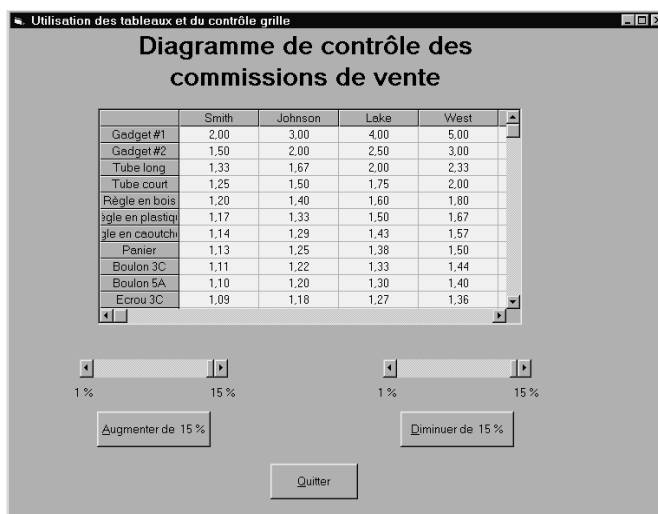 Utilisation des tableaux et du contrôle grille
Diagramme de contrôle des
commissions de vente
Smith Johnson Lake West
Gadget #1 2,00 3,00 4,00 5,00
Gadget #2 1,50 2,00 2,50 3,00
Tube long 1,33 1,67 2,00 2,33
Tube court 1,25 1,50 1,75 2,00
Règle en bois 1,20 1,40 1,60 1,80
ègle en plastiqu 1,17 1,33 1,50 1,67
gle en caoutch 1,14 1,29 1,43 1,57
Panier 1,13 1,25 1,38 1,50
Boulon 3C 1,11 1,22 1,33 1,44
Boulon 5A 1,10 1,20 1,30 1,40
Ecrou 3C 1,09 1,18 1,27 1,36
1 % 15 % 1 % 15 %
Augmenter de 15 % Diminuer de 15 %
Quitter